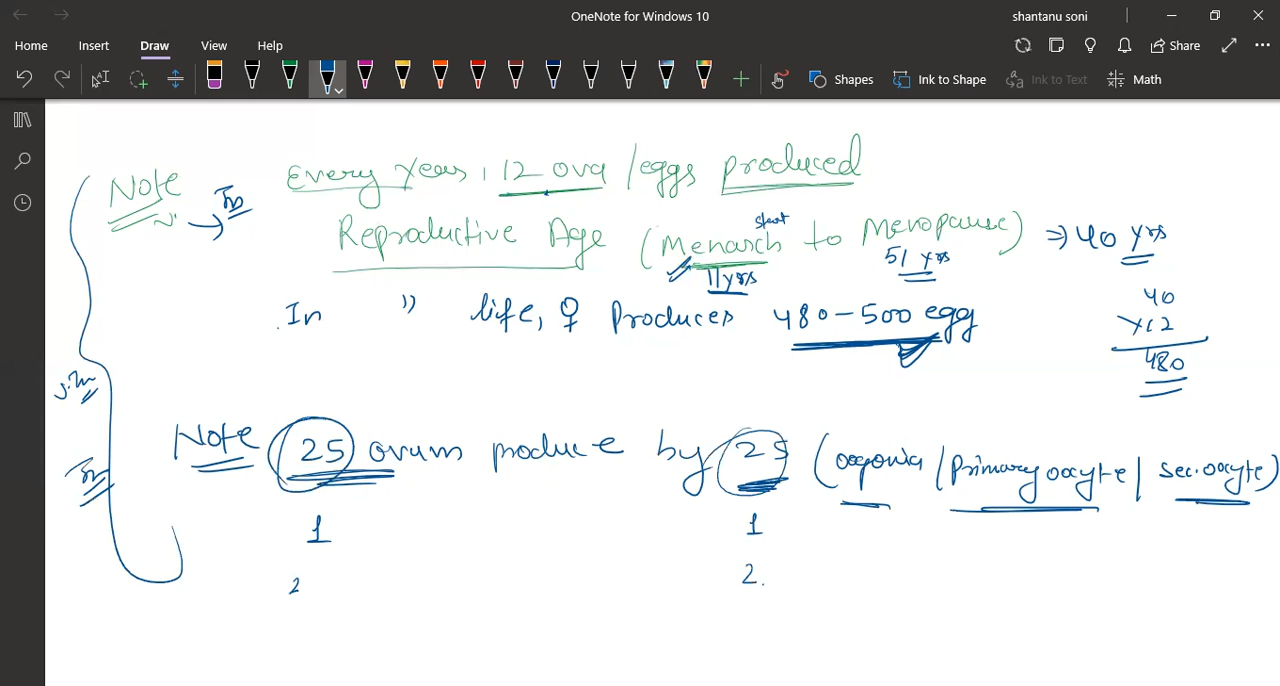 OneNote for Windows 10
shantanu soni
Home Insert Draw View Help
Share
Shapes Ink to Shape Ink to Text Math
Note
Imp
Every Year, 12 ova /eggs produced
start
Reproductive Age (Menarch to Menopause) ⇒ 40 yrs
11 yrs 51 yrs
In " life, ♀ Produces 480-500 egg
40
x12
480
Note 25 ovum produce by 25 (oogonia / Primary oocyte / sec. oocyte)
1 1
2 2.